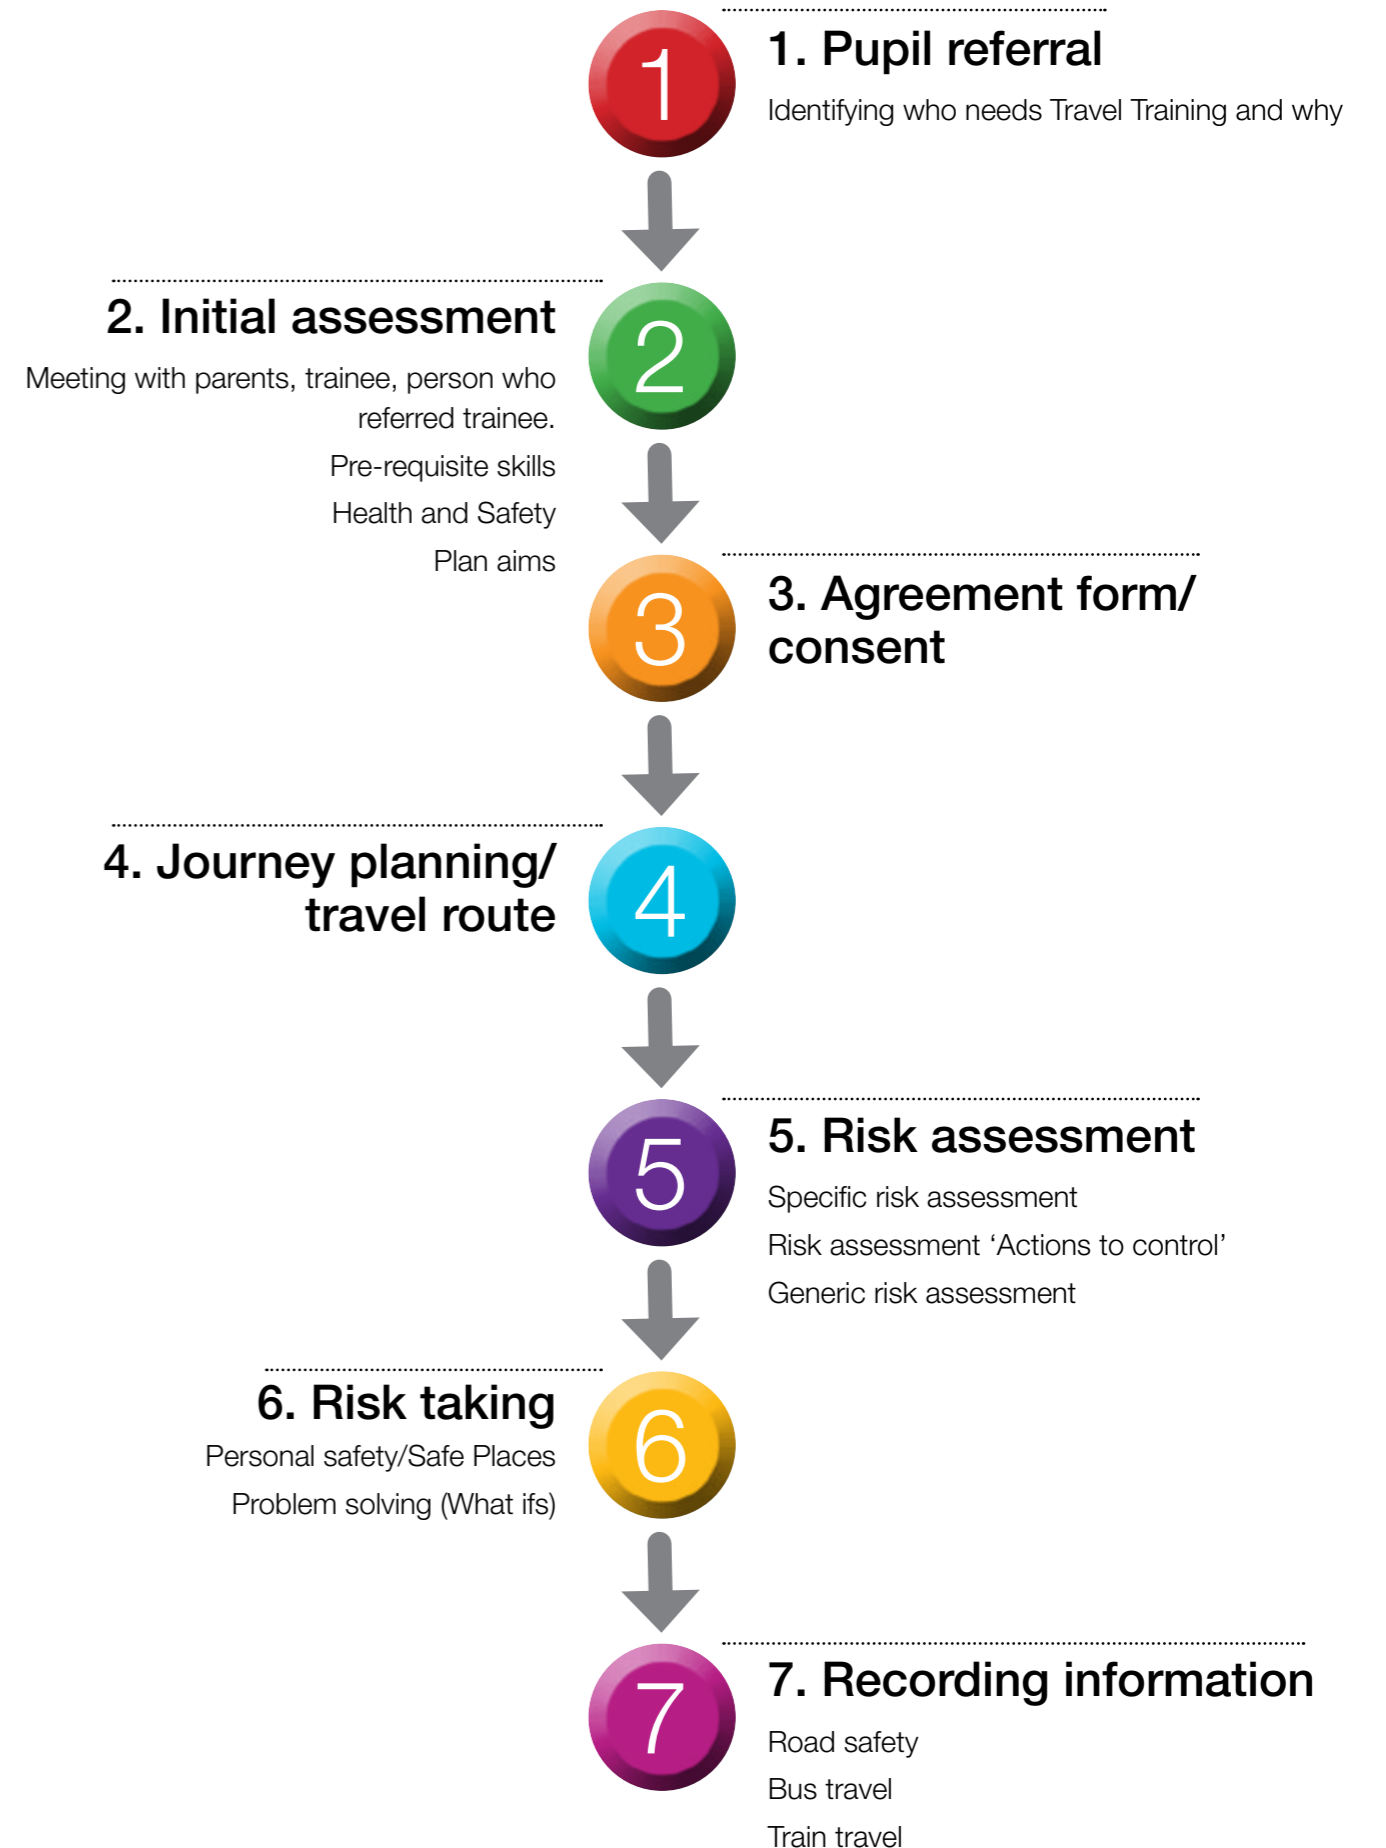 1
1. Pupil referral
Identifying who needs Travel Training and why
2. Initial assessment
2
Meeting with parents, trainee, person who
referred trainee.
Pre-requisite skills
Health and Safety
Plan aims
3
3. Agreement form/
consent
4. Journey planning/
travel route
4
5
5. Risk assessment
Specific risk assessment
Risk assessment ‘Actions to control’
Generic risk assessment
6. Risk taking
6
Personal safety/Safe Places
Problem solving (What ifs)
7
7. Recording information
Road safety
Bus travel
Train travel